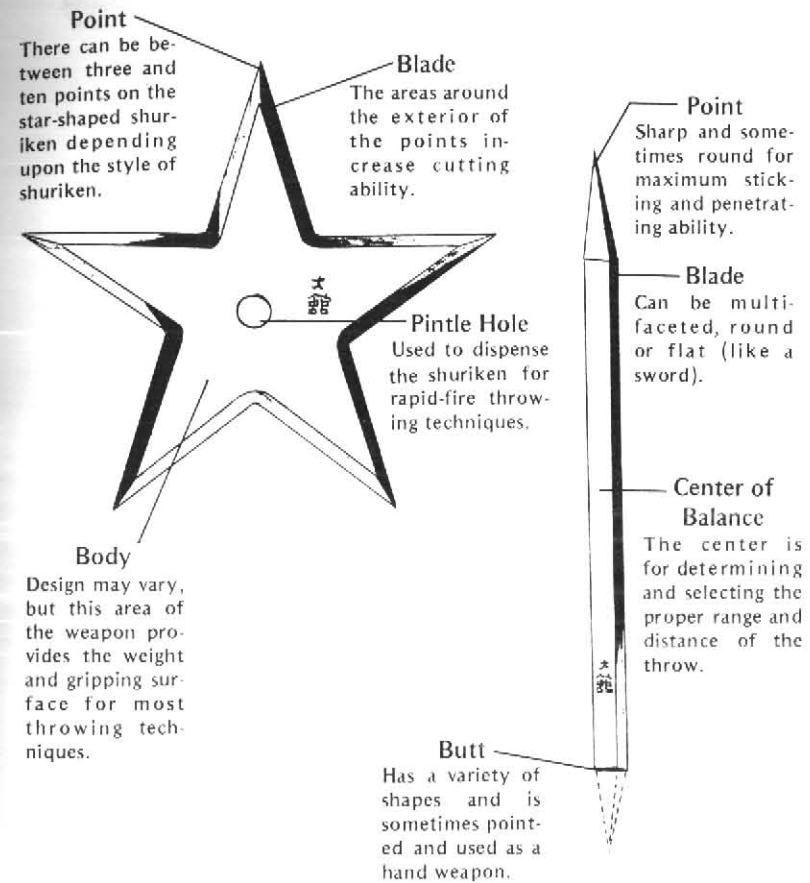 Point
There can be be-
tween three and
ten points on the
star-shaped shur-
iken depending
upon the style of
shuriken.
Blade
The areas around
the exterior of
the points in-
crease cutting
ability.
Pintle Hole
Used to dispense
the shuriken for
rapid-fire throw-
ing techniques.
Body
Design may vary,
but this area of
the weapon pro-
vides the weight
and gripping sur-
face for most
throwing tech-
niques.
Point
Sharp and some-
times round for
maximum stick-
ing and penetrat-
ing ability.
Blade
Can be multi-
faceted, round
or flat (like a
sword).
Center of
Balance
The center is
for determining
and selecting the
proper range and
distance of the
throw.
Butt
Has a variety of
shapes and is
sometimes point-
ed and used as a
hand weapon.